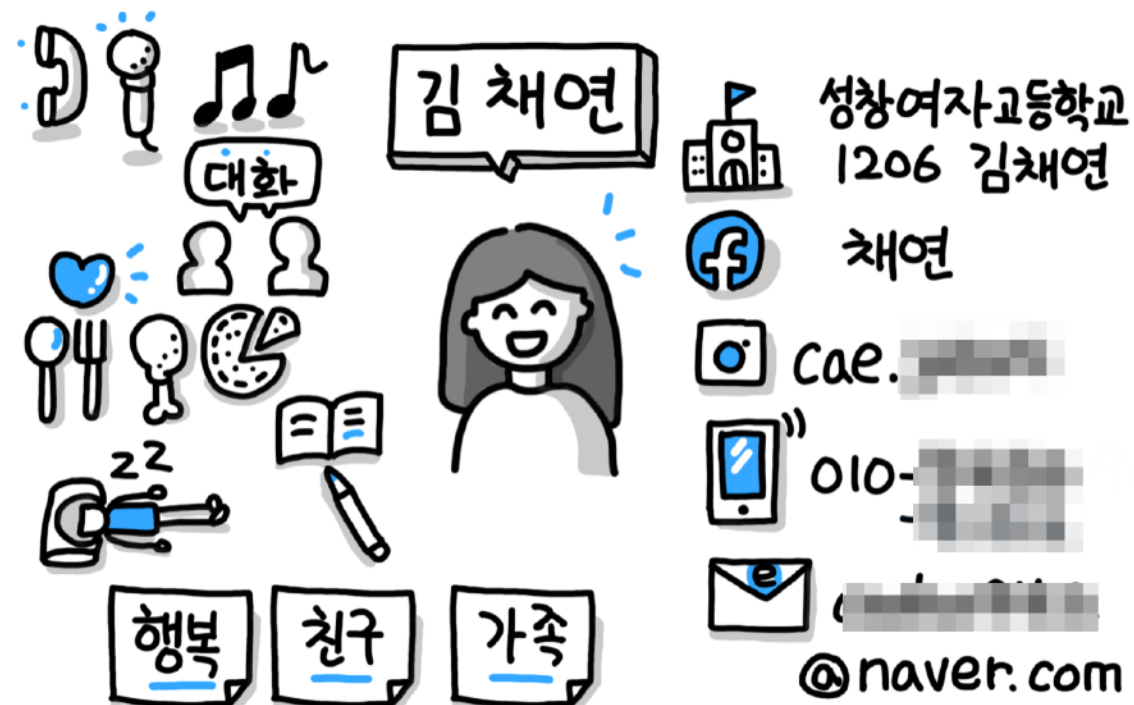 김 채연
대화
zz
행복
친구
가족
성창여자고등학교
1206 김채연
f
채연
cae.
010-
e
@naver.com